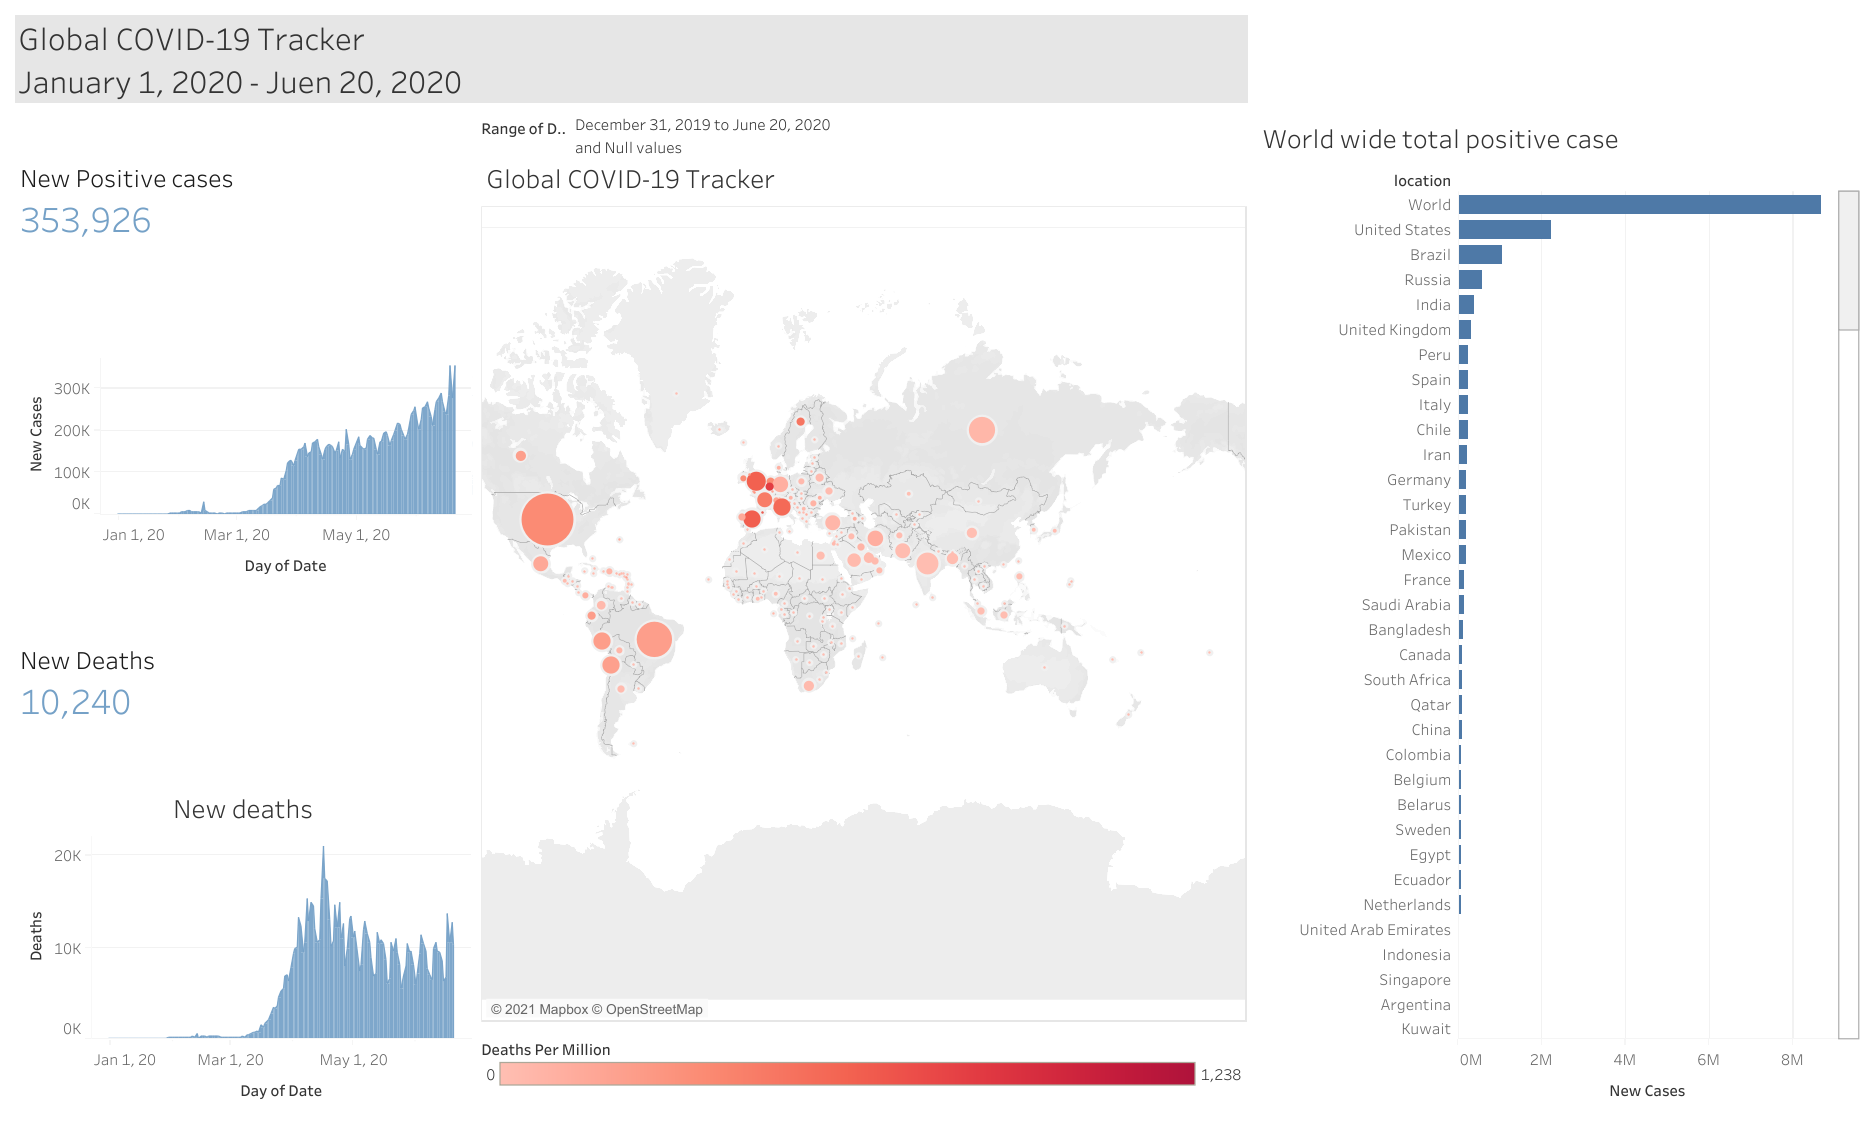 Global COVID-19 Tracker
January 1, 2020 - Juen 20, 2020
New Positive cases
353,926
New Cases
300K
200K
100K
0K
Jan 1, 20
Mar 1, 20
May 1, 20
Day of Date
New Deaths
10,240
New deaths
Deaths
20K
10K
0K
Jan 1, 20
Mar 1, 20
May 1, 20
Day of Date
Range of D..
December 31, 2019 to June 20, 2020
and Null values
Global COVID-19 Tracker
© 2021 Mapbox © OpenStreetMap
Deaths Per Million
0
1,238
World wide total positive case
location
World
United States
Brazil
Russia
India
United Kingdom
Peru
Spain
Italy
Chile
Iran
Germany
Turkey
Pakistan
Mexico
France
Saudi Arabia
Bangladesh
Canada
South Africa
Qatar
China
Colombia
Belgium
Belarus
Sweden
Egypt
Ecuador
Netherlands
United Arab Emirates
Indonesia
Singapore
Argentina
Kuwait
0M
2M
4M
6M
8M
New Cases